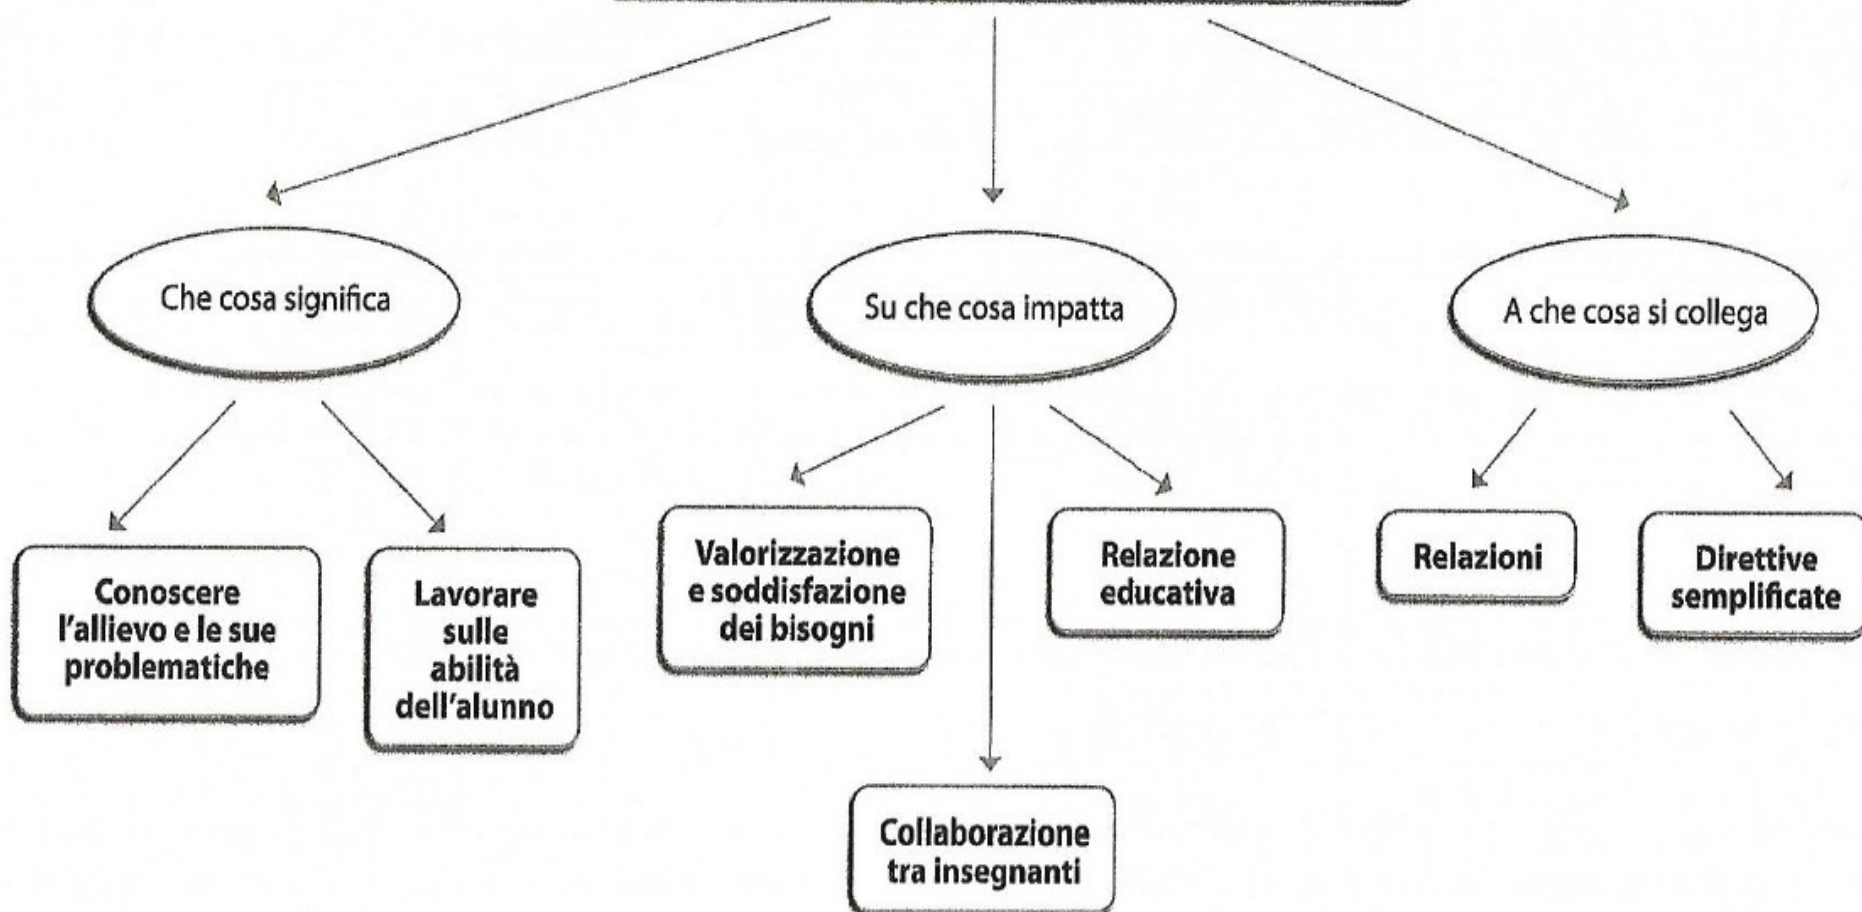 Che cosa significa
Su che cosa impatta
A che cosa si collega
Conoscere
l'allievo e le sue
problematiche
Lavorare
sulle
abilità
dell'alunno
Valorizzazione
e soddisfazione
dei bisogni
Relazione
educativa
Relazioni
Direttive
semplificate
Collaborazione
tra insegnanti